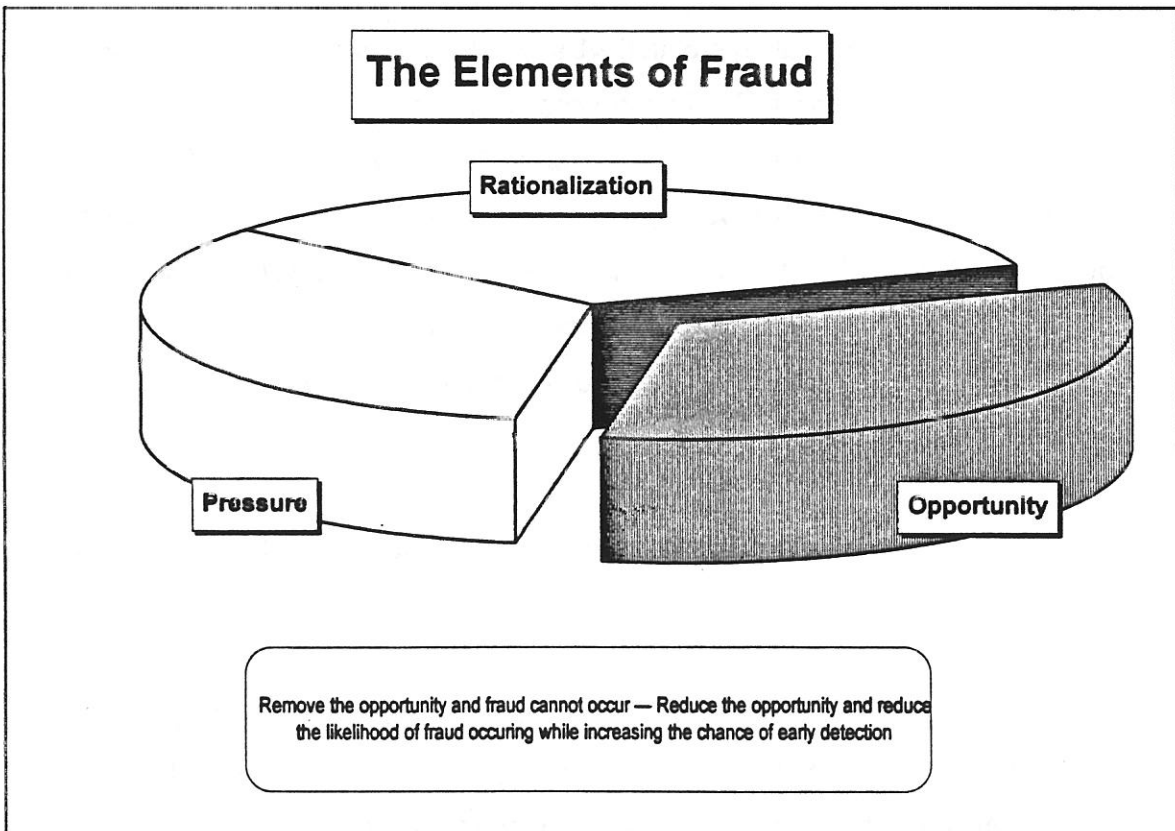 The Elements of Fraud
Rationalization
Pressure
Opportunity
Remove the opportunity and fraud cannot occur — Reduce the opportunity and reduce
the likelihood of fraud occuring while increasing the chance of early detection